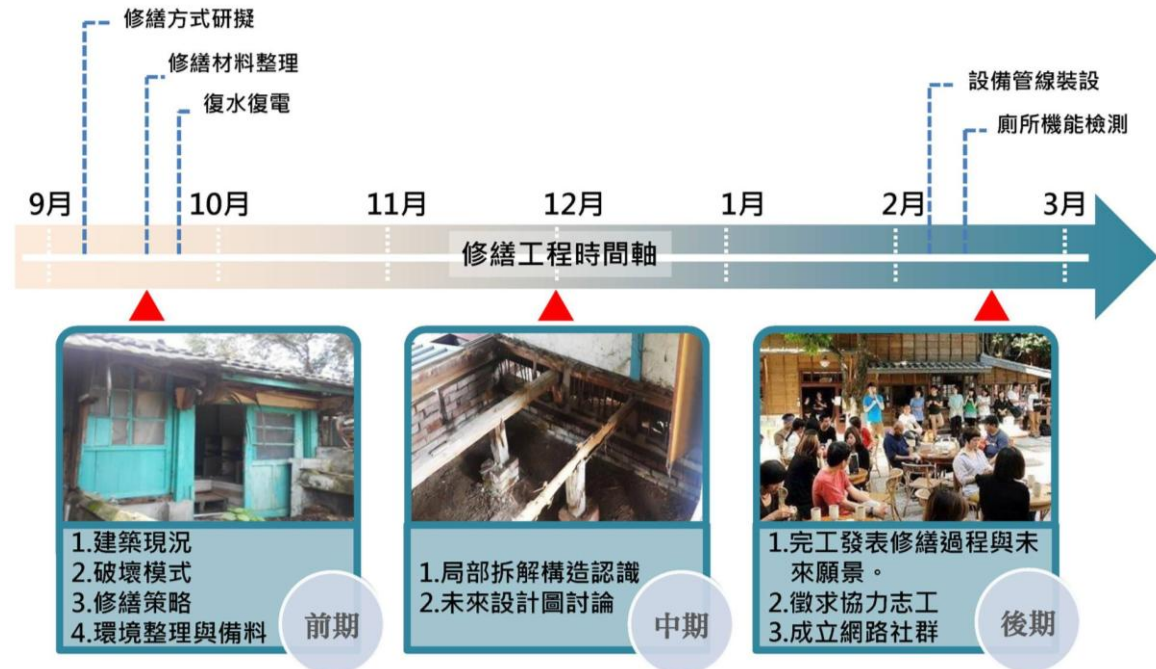 修繕方式研擬
修繕材料整理
復水復電
設備管線裝設
廁所機能檢測
9月
10月
11月
12月
1月
2月
3月
修繕工程時間軸
1.建築現況
2.破壞模式
3.修繕策略
4.環境整理與備料
前期
1.局部拆解構造認識
2.未來設計圖討論
中期
1.完工發表修繕過程與未
來願景。
2.徵求協力志工
3.成立網路社群
後期